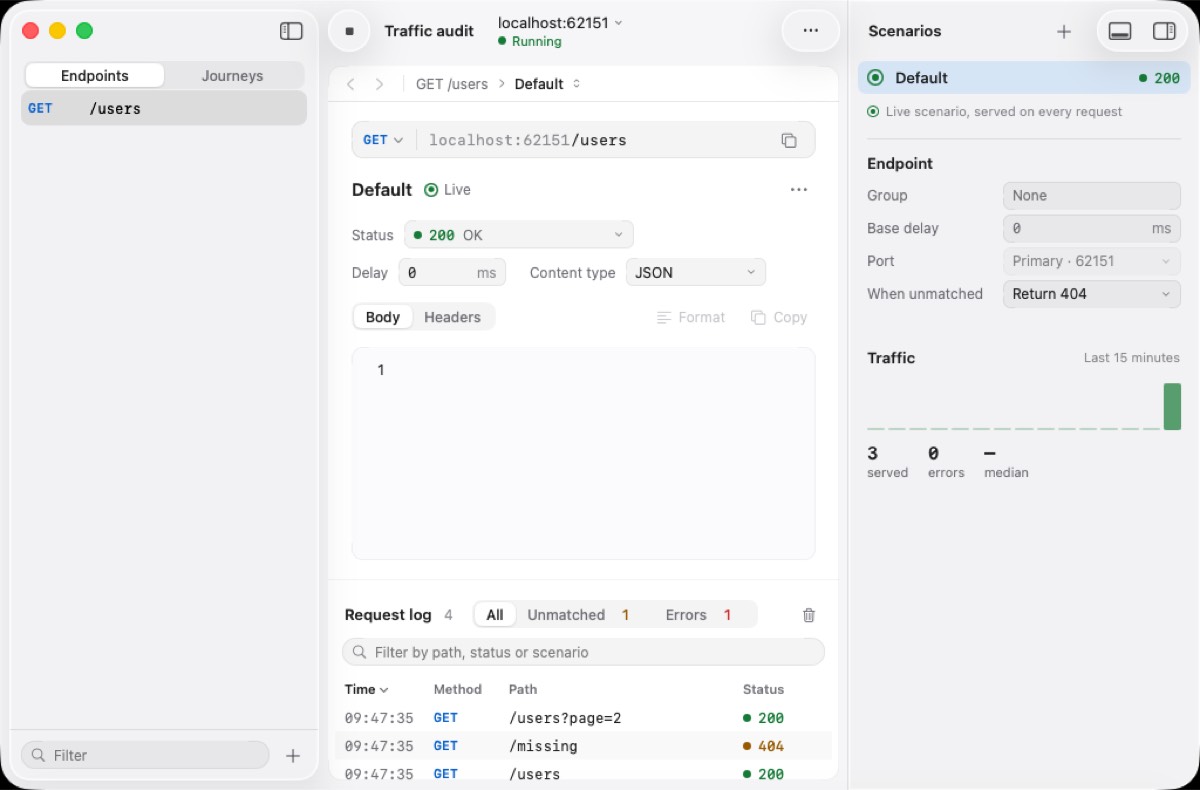 Endpoints Journeys
GET /users
Filter
Traffic audit
localhost:62151
Running
GET /users > Default
GET localhost:62151/users
Default Live
Status 200 OK
Delay 0 ms Content type JSON
Body Headers Format Copy
1
Request log 4 All Unmatched 1 Errors 1
Filter by path, status or scenario
Time Method Path Status
09:47:35 GET /users?page=2 200
09:47:35 GET /missing 404
09:47:35 GET /users 200
Scenarios
Default 200
Live scenario, served on every request
Endpoint
Group None
Base delay 0 ms
Port Primary · 62151
When unmatched Return 404
Traffic Last 15 minutes
3 0 –
served errors median